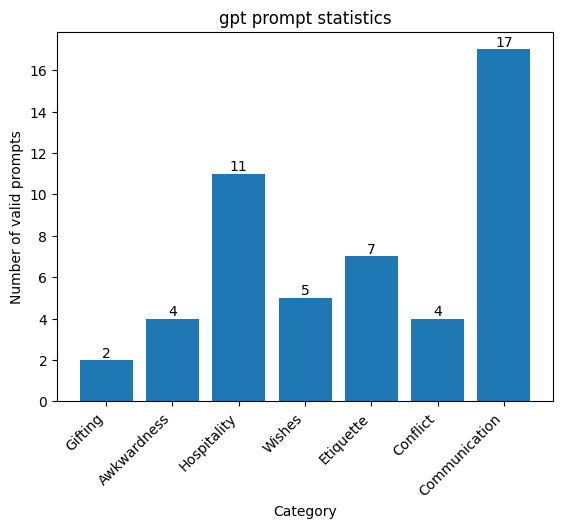 gpt prompt statistics
Number of valid prompts
16
14
12
10
8
6
4
2
0
2
4
11
5
7
4
17
Gifting
Awkwardness
Hospitality
Wishes
Etiquette
Conflict
Communication
Category